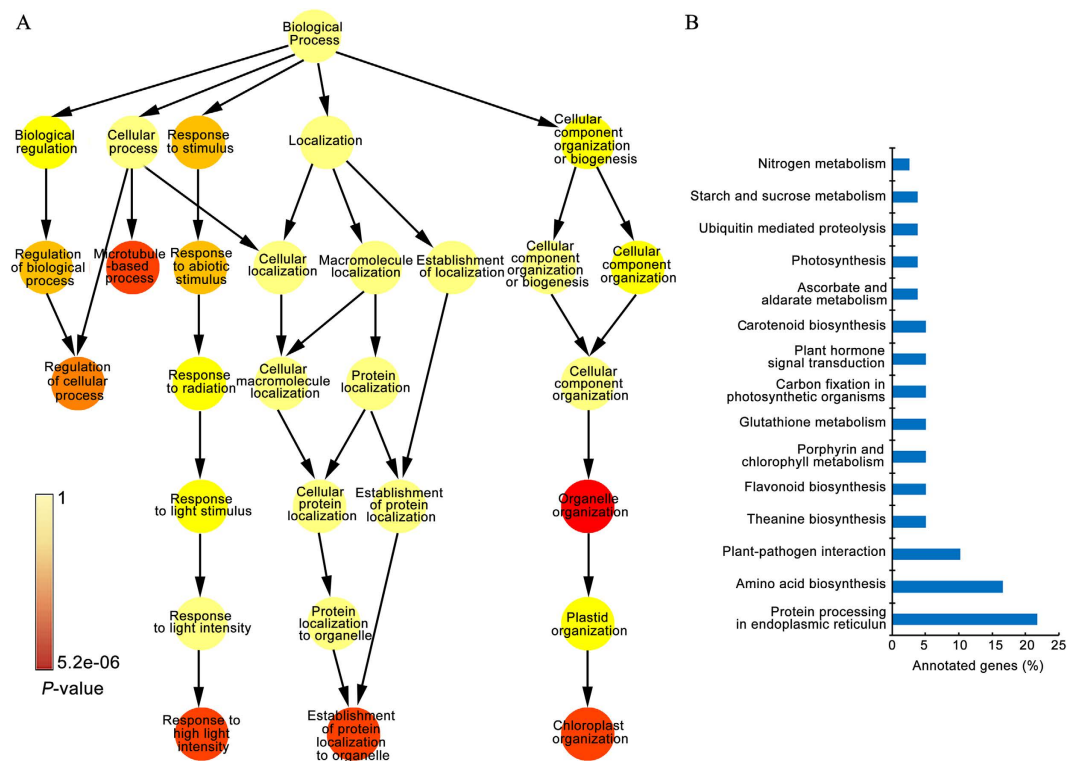 A
B
Biological
Process
Biological
regulation
Cellular
process
Response
to stimulus
Localization
Cellular
component
organization
or biogenesis
Regulation
of biological
process
Microtubule
-based
process
Response
to abiotic
stimulus
Cellular
localization
Macromolecule
localization
Establishment
of localization
Cellular
component
organization
or biogenesis
Cellular
component
organization
Regulation
of cellular
process
Response
to radiation
Cellular
macromolecule
localization
Protein
localization
Cellular
component
organization
Response
to light stimulus
Cellular
protein
localization
Establishment
of protein
localization
Organelle
organization
Response
to light intensity
Protein
localization
to organelle
Plastid
organization
Response to
high light
intensity
Establishment
of protein
localization
to organelle
Chloroplast
organization
1
5.2e-06
P-value
Nitrogen metabolism
Starch and sucrose metabolism
Ubiquitin mediated proteolysis
Photosynthesis
Ascorbate and
aldarate metabolism
Carotenoid biosynthesis
Plant hormone
signal transduction
Carbon fixation in
photosynthetic organisms
Glutathione metabolism
Porphyrin and
chlorophyll metabolism
Flavonoid biosynthesis
Theanine biosynthesis
Plant-pathogen interaction
Amino acid biosynthesis
Protein processing
in endoplasmic reticulun
0 5 10 15 20 25
Annotated genes (%)